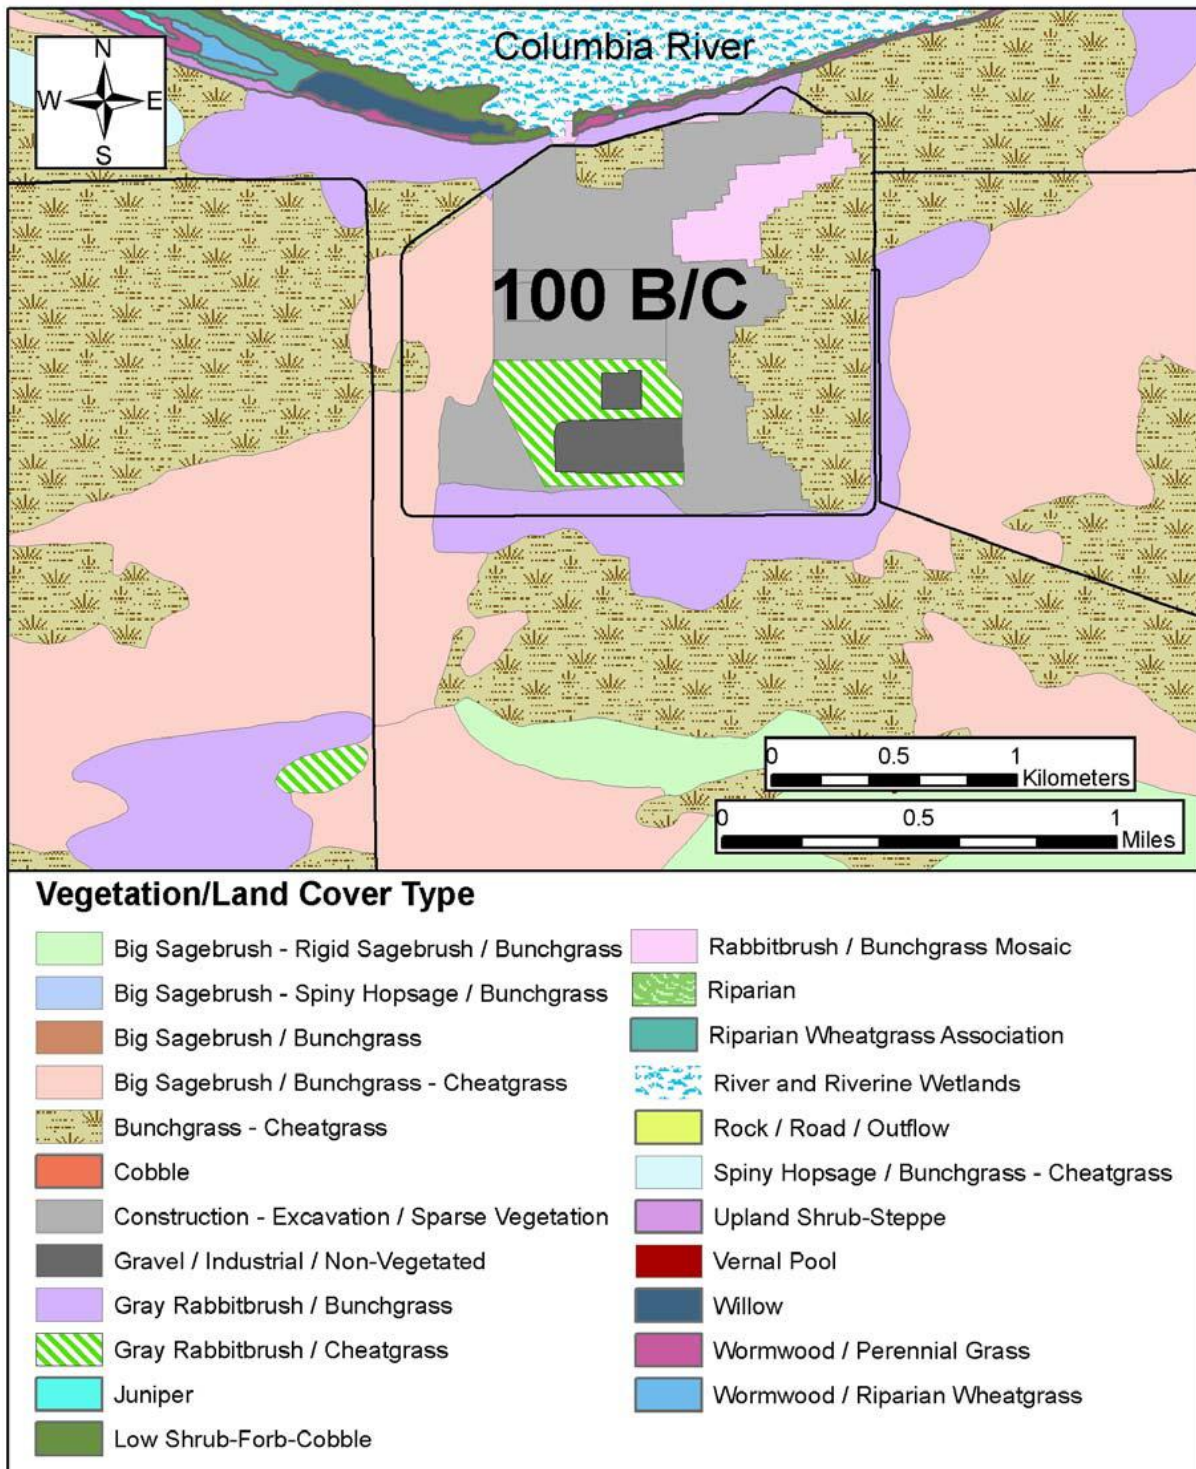 Columbia River
N
W E
S
100 B/C
0 0.5 1
Kilometers
0 0.5 1
Miles
Vegetation/Land Cover Type
Big Sagebrush - Rigid Sagebrush / Bunchgrass
Big Sagebrush - Spiny Hopsage / Bunchgrass
Big Sagebrush / Bunchgrass
Big Sagebrush / Bunchgrass - Cheatgrass
Bunchgrass - Cheatgrass
Cobble
Construction - Excavation / Sparse Vegetation
Gravel / Industrial / Non-Vegetated
Gray Rabbitbrush / Bunchgrass
Gray Rabbitbrush / Cheatgrass
Juniper
Low Shrub-Forb-Cobble
Rabbitbrush / Bunchgrass Mosaic
Riparian
Riparian Wheatgrass Association
River and Riverine Wetlands
Rock / Road / Outflow
Spiny Hopsage / Bunchgrass - Cheatgrass
Upland Shrub-Steppe
Vernal Pool
Willow
Wormwood / Perennial Grass
Wormwood / Riparian Wheatgrass